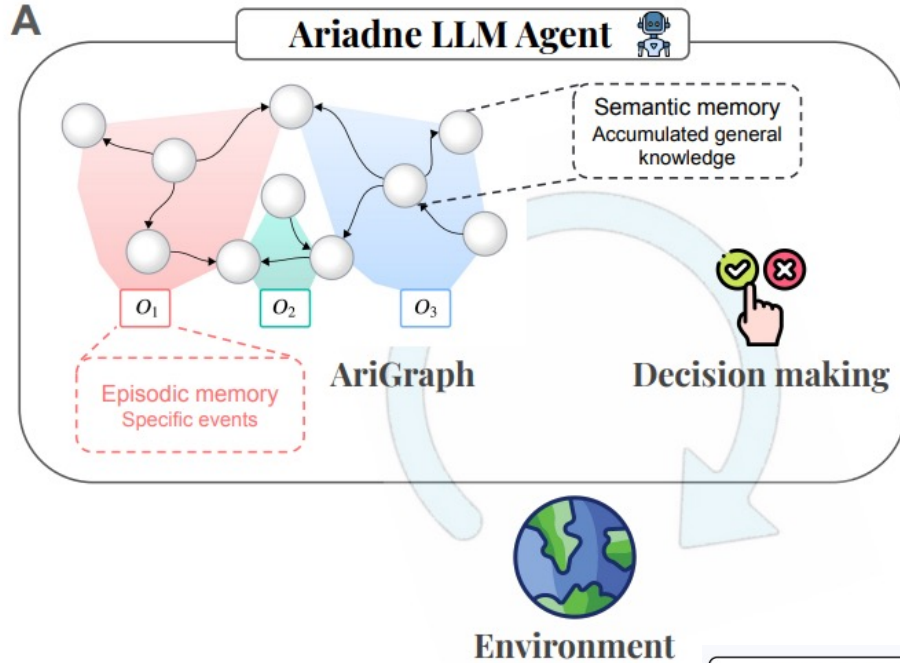 A
Ariadne LLM Agent
Semantic memory
Accumulated general
knowledge
O₁
O₂
O₃
Episodic memory
Specific events
AriGraph
Decision making
Environment